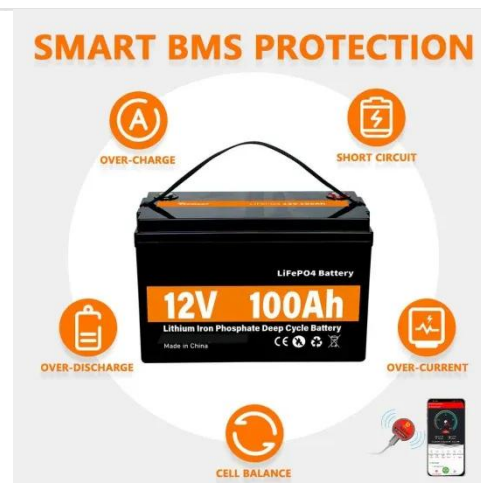 SMART BMS PROTECTION
OVER-CHARGE
SHORT CIRCUIT
LiFePO4 Battery
12V 100Ah
Lithium Iron Phosphate Deep Cycle Battery
Made in China
CE
OVER-DISCHARGE
OVER-CURRENT
CELL BALANCE